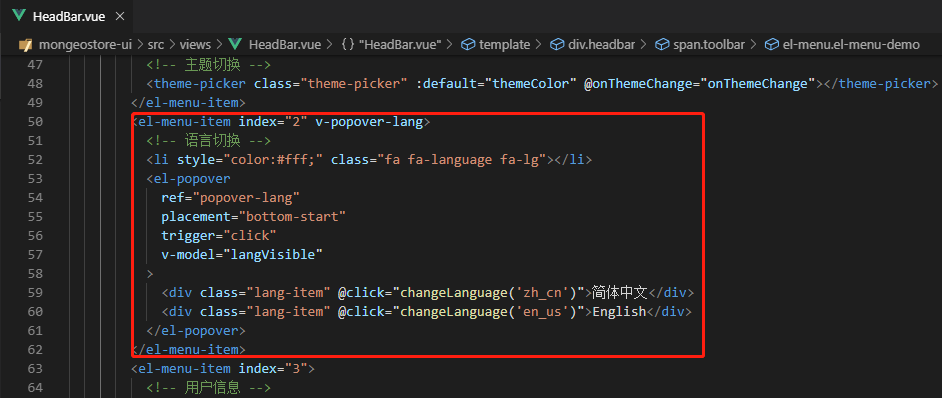 HeadBar.vue ×
mongeostore-ui > src > views > HeadBar.vue > {} "HeadBar.vue" > template > div.headbar > span.toolbar > el-menu.el-menu-demo
47 <!-- 主题切换 -->
48 <theme-picker class="theme-picker" :default="themeColor" @onThemeChange="onThemeChange"></theme-picker>
49 </el-menu-item>
50 <el-menu-item index="2" v-popover-lang>
51 <!-- 语言切换 -->
52 <li style="color:#fff;" class="fa fa-language fa-lg"></li>
53 <el-popover
54 ref="popover-lang"
55 placement="bottom-start"
56 trigger="click"
57 v-model="langVisible"
58 >
59 <div class="lang-item" @click="changeLanguage('zh_cn')">简体中文</div>
60 <div class="lang-item" @click="changeLanguage('en_us')">English</div>
61 </el-popover>
62 </el-menu-item>
63 <el-menu-item index="3">
64 <!-- 用户信息 -->